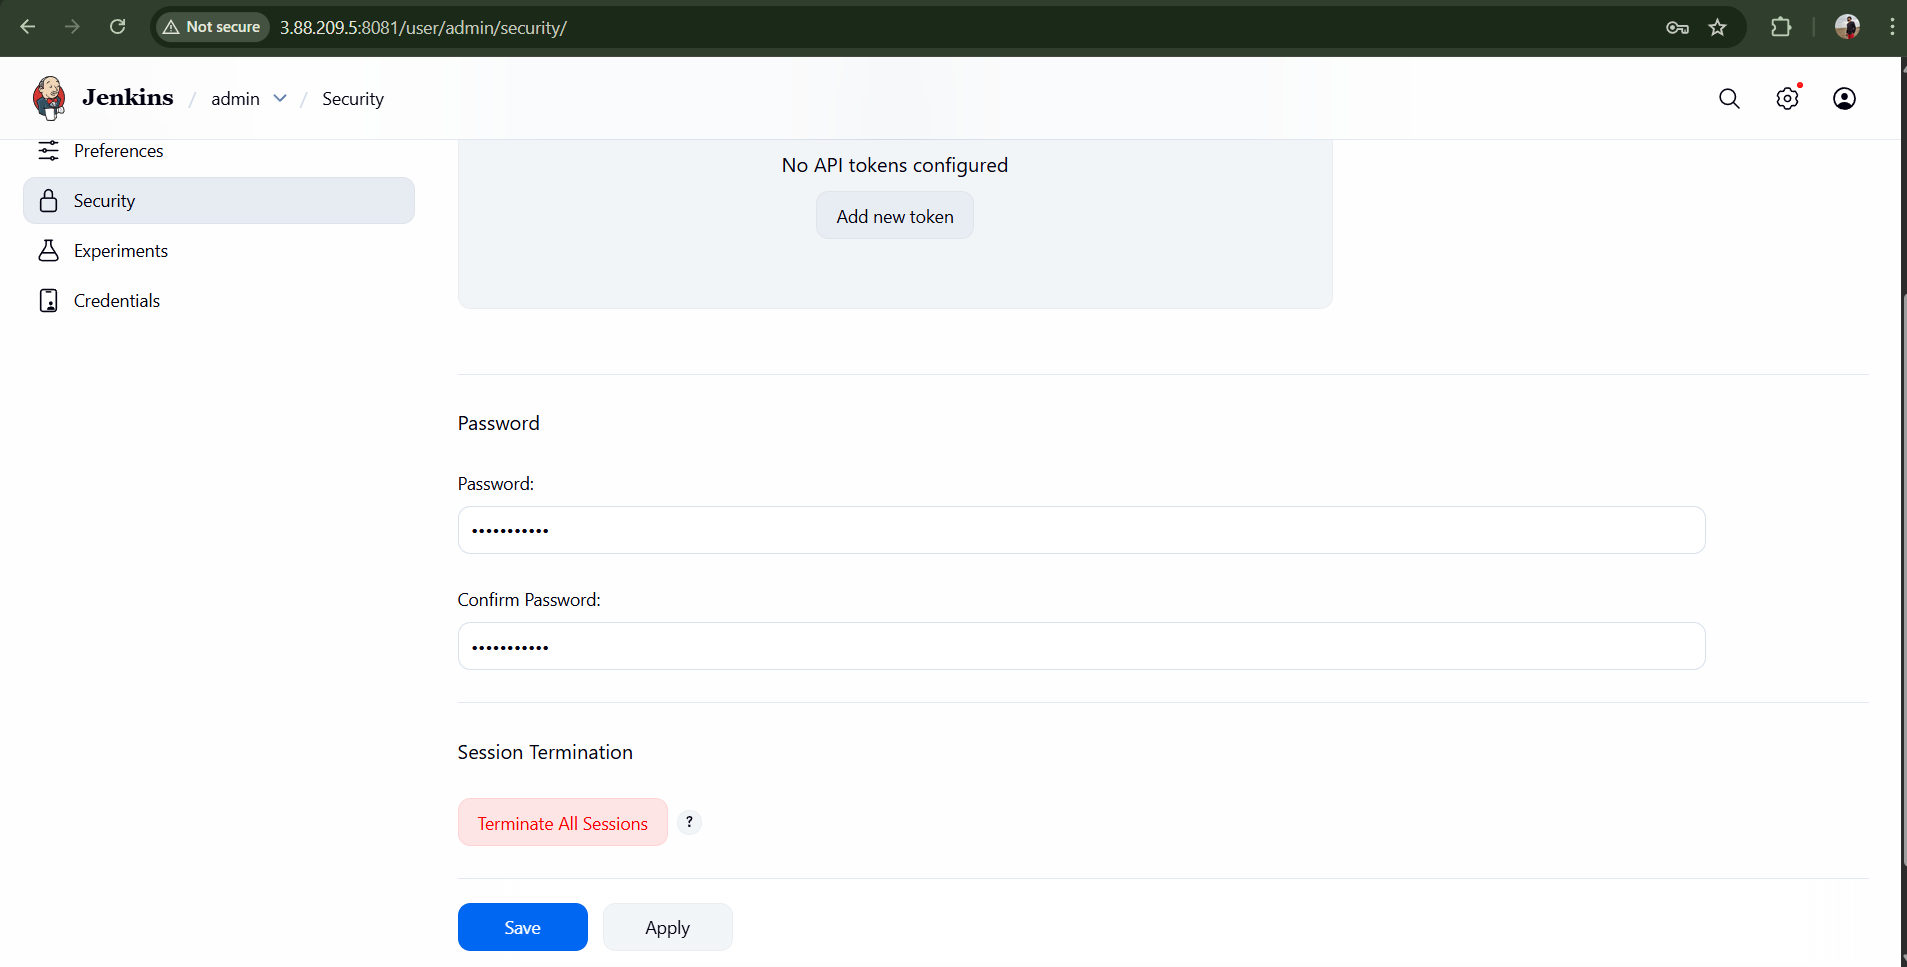 Not secure 3.88.209.5:8081/user/admin/security/
Jenkins / admin / Security
Preferences
Security
Experiments
Credentials
No API tokens configured
Add new token
Password
Password:
•••••••••••
Confirm Password:
•••••••••••
Session Termination
Terminate All Sessions ?
Save Apply